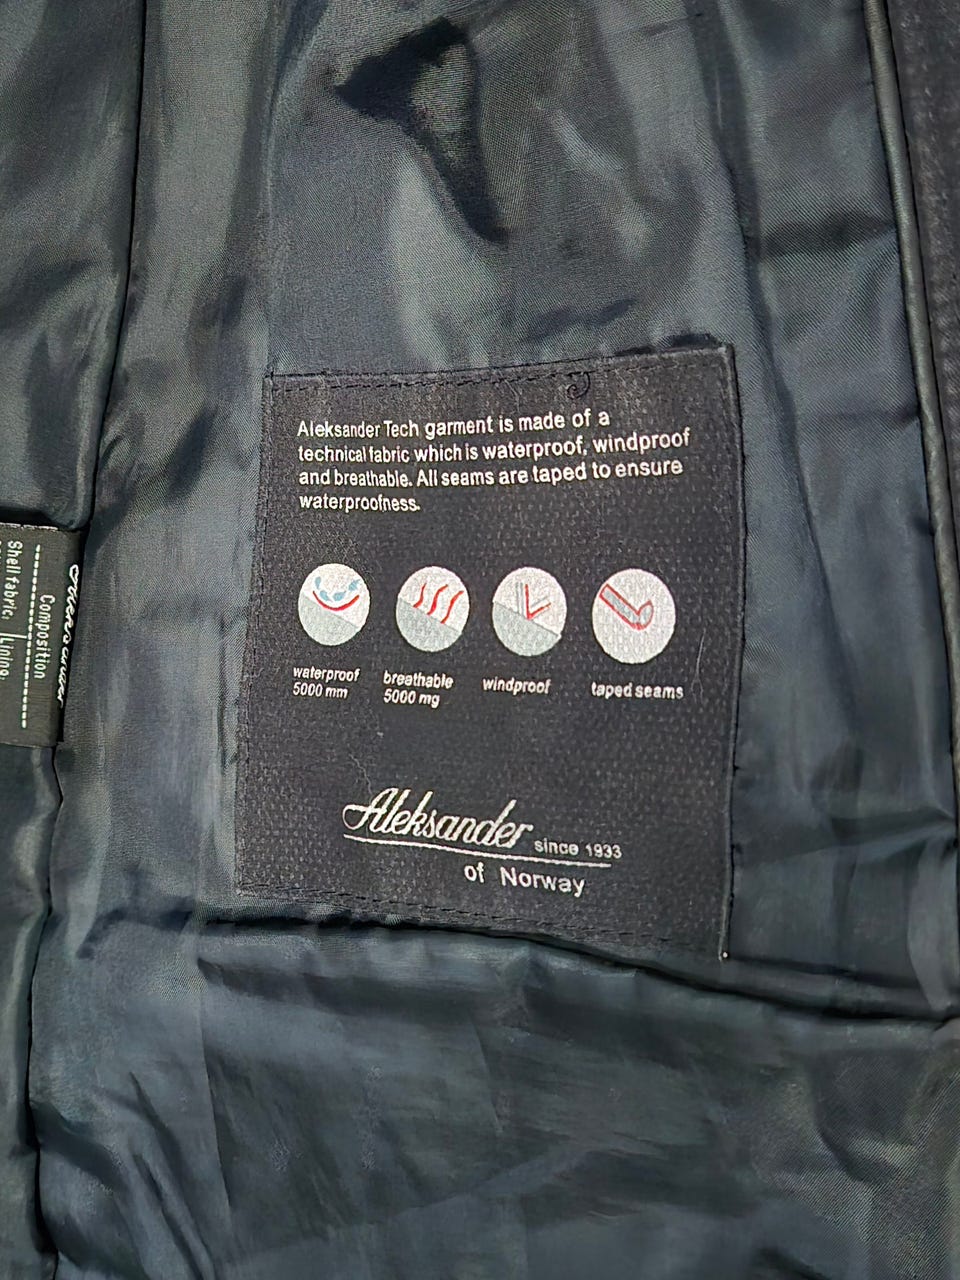 Aleksander Tech garment is made of a
technical fabric which is waterproof, windproof
and breathable. All seams are taped to ensure
waterproofness.
waterproof
5000 mm
breathable
5000 mg
windproof
taped seams
Aleksander since 1933
of Norway
Aleksander
Composition
Shell fabric:
Lining: